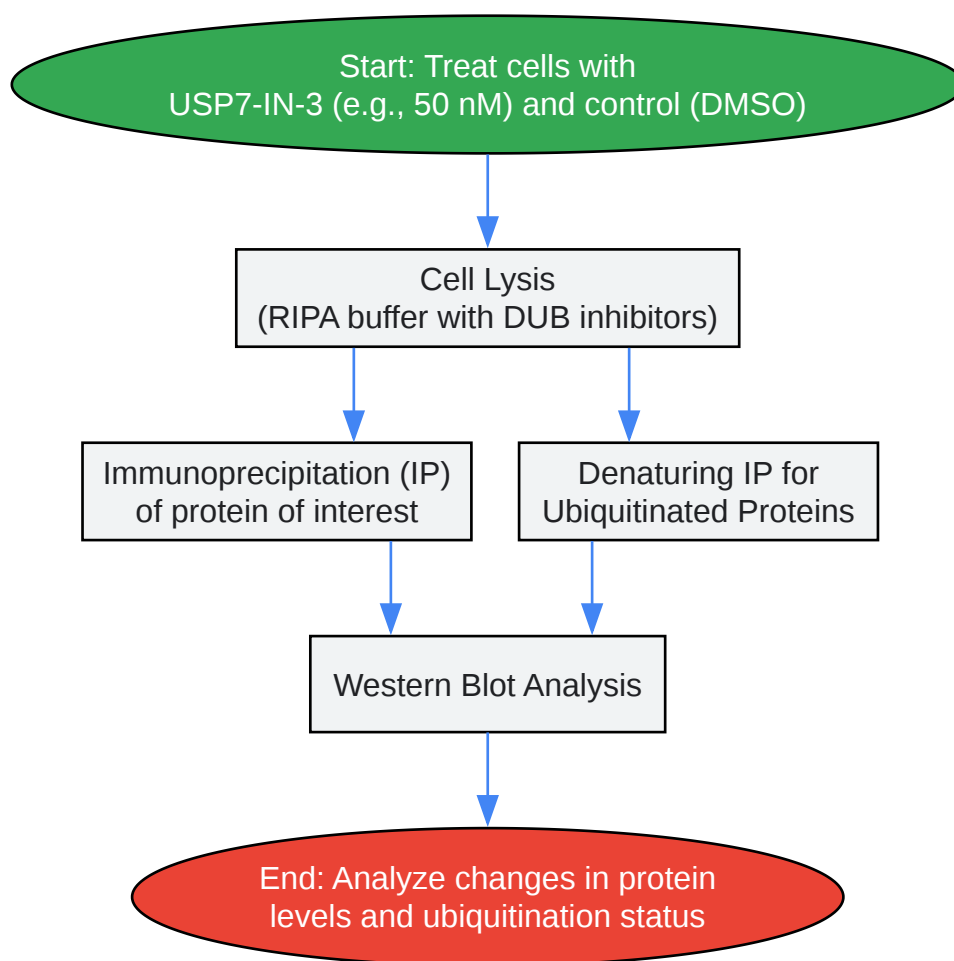 Start: Treat cells with
USP7-IN-3 (e.g., 50 nM) and control (DMSO)
Cell Lysis
(RIPA buffer with DUB inhibitors)
Immunoprecipitation (IP)
of protein of interest
Denaturing IP for
Ubiquitinated Proteins
Western Blot Analysis
End: Analyze changes in protein
levels and ubiquitination status